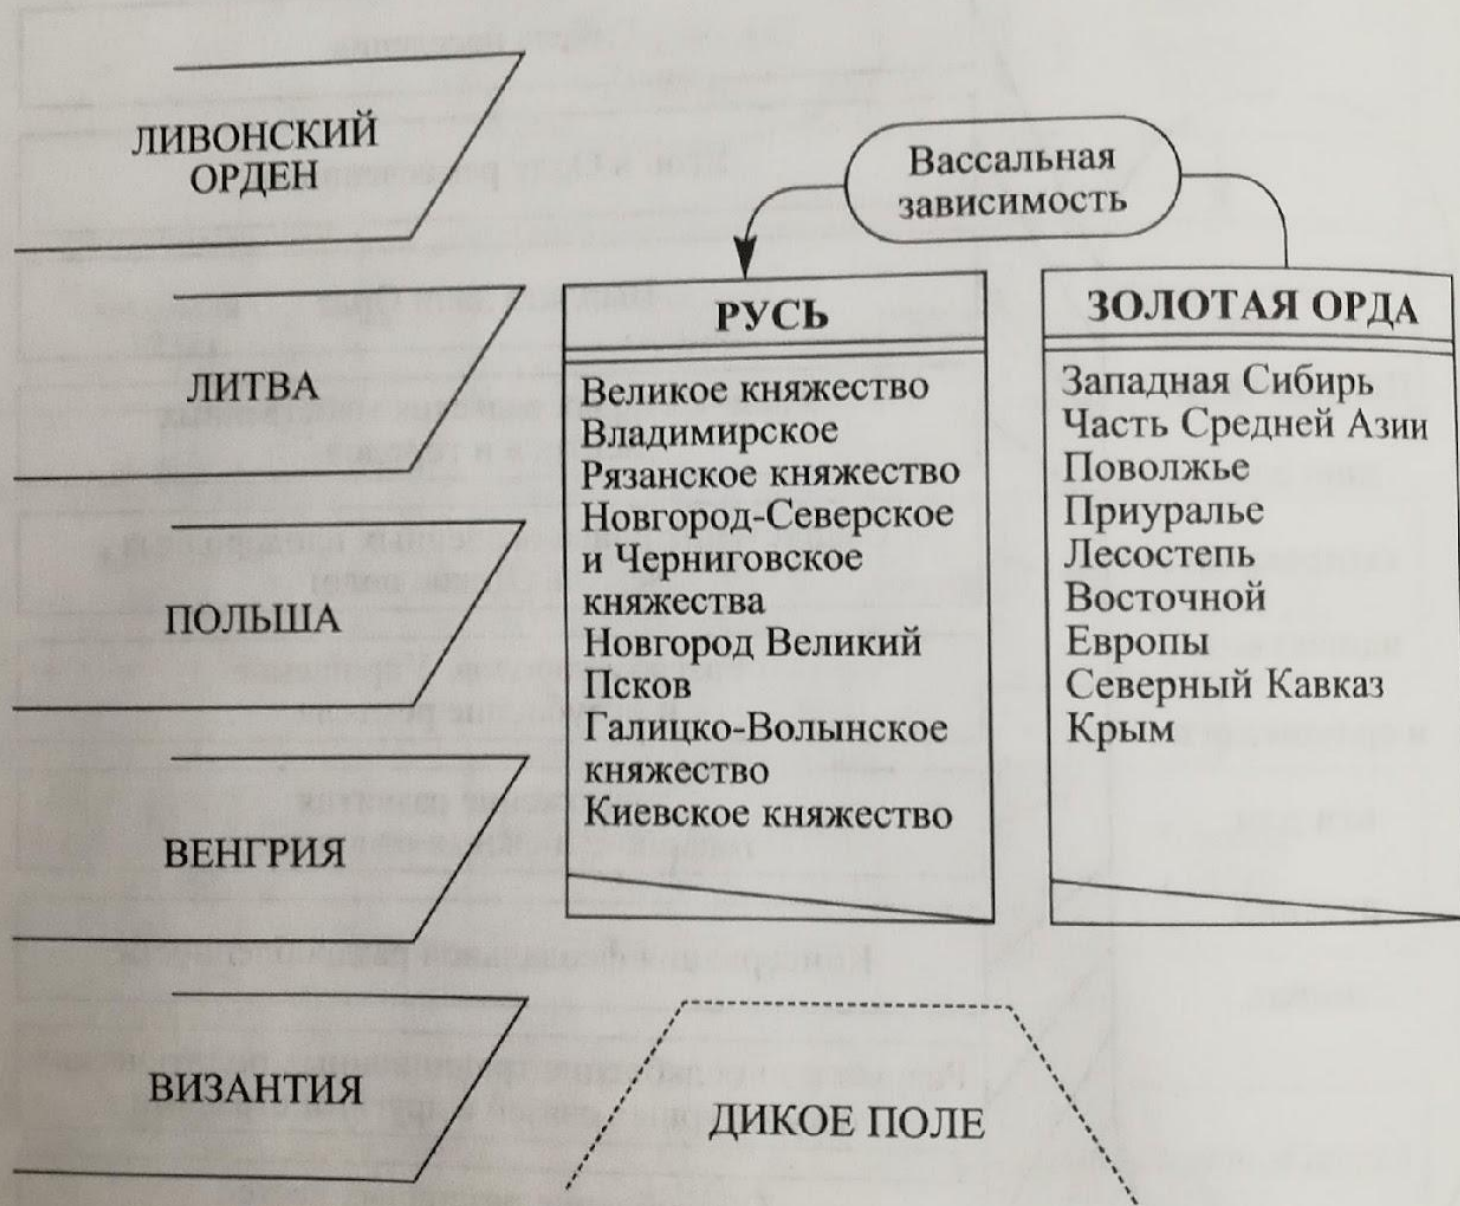 ЛИВОНСКИЙ
ОРДЕН
ЛИТВА
ПОЛЬША
ВЕНГРИЯ
ВИЗАНТИЯ
Вассальная
зависимость
РУСЬ
Великое княжество
Владимирское
Рязанское княжество
Новгород-Северское
и Черниговское
княжества
Новгород Великий
Псков
Галицко-Волынское
княжество
Киевское княжество
ЗОЛОТАЯ ОРДА
Западная Сибирь
Часть Средней Азии
Поволжье
Приуралье
Лесостепь
Восточной
Европы
Северный Кавказ
Крым
ДИКОЕ ПОЛЕ